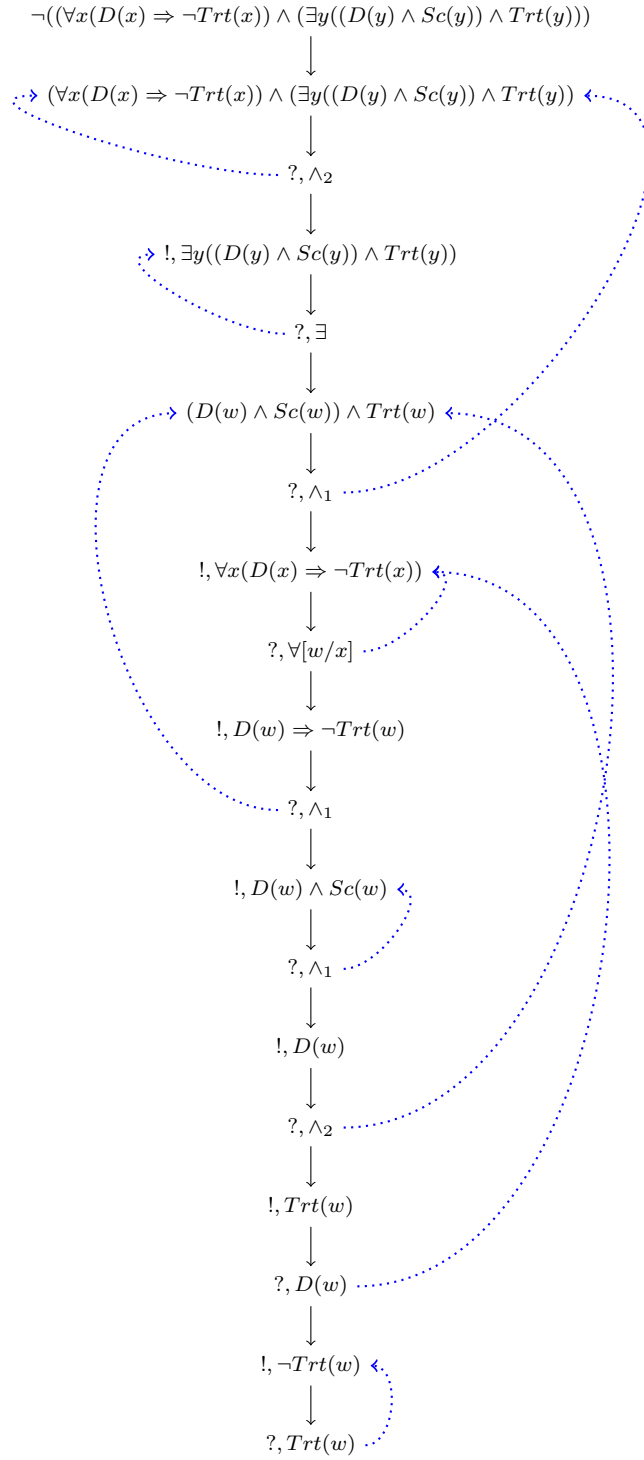 ¬((∀x(D(x) ⇒ ¬Trt(x)) ∧ (∃y((D(y) ∧ Sc(y)) ∧ Trt(y)))
(∀x(D(x) ⇒ ¬Trt(x)) ∧ (∃y((D(y) ∧ Sc(y)) ∧ Trt(y))
?, ∧₂
!, ∃y((D(y) ∧ Sc(y)) ∧ Trt(y))
?, ∃
(D(w) ∧ Sc(w)) ∧ Trt(w)
?, ∧₁
!, ∀x(D(x) ⇒ ¬Trt(x))
?, ∀[w/x]
!, D(w) ⇒ ¬Trt(w)
?, ∧₁
!, D(w) ∧ Sc(w)
?, ∧₁
!, D(w)
?, ∧₂
!, Trt(w)
?, D(w)
!, ¬Trt(w)
?, Trt(w)